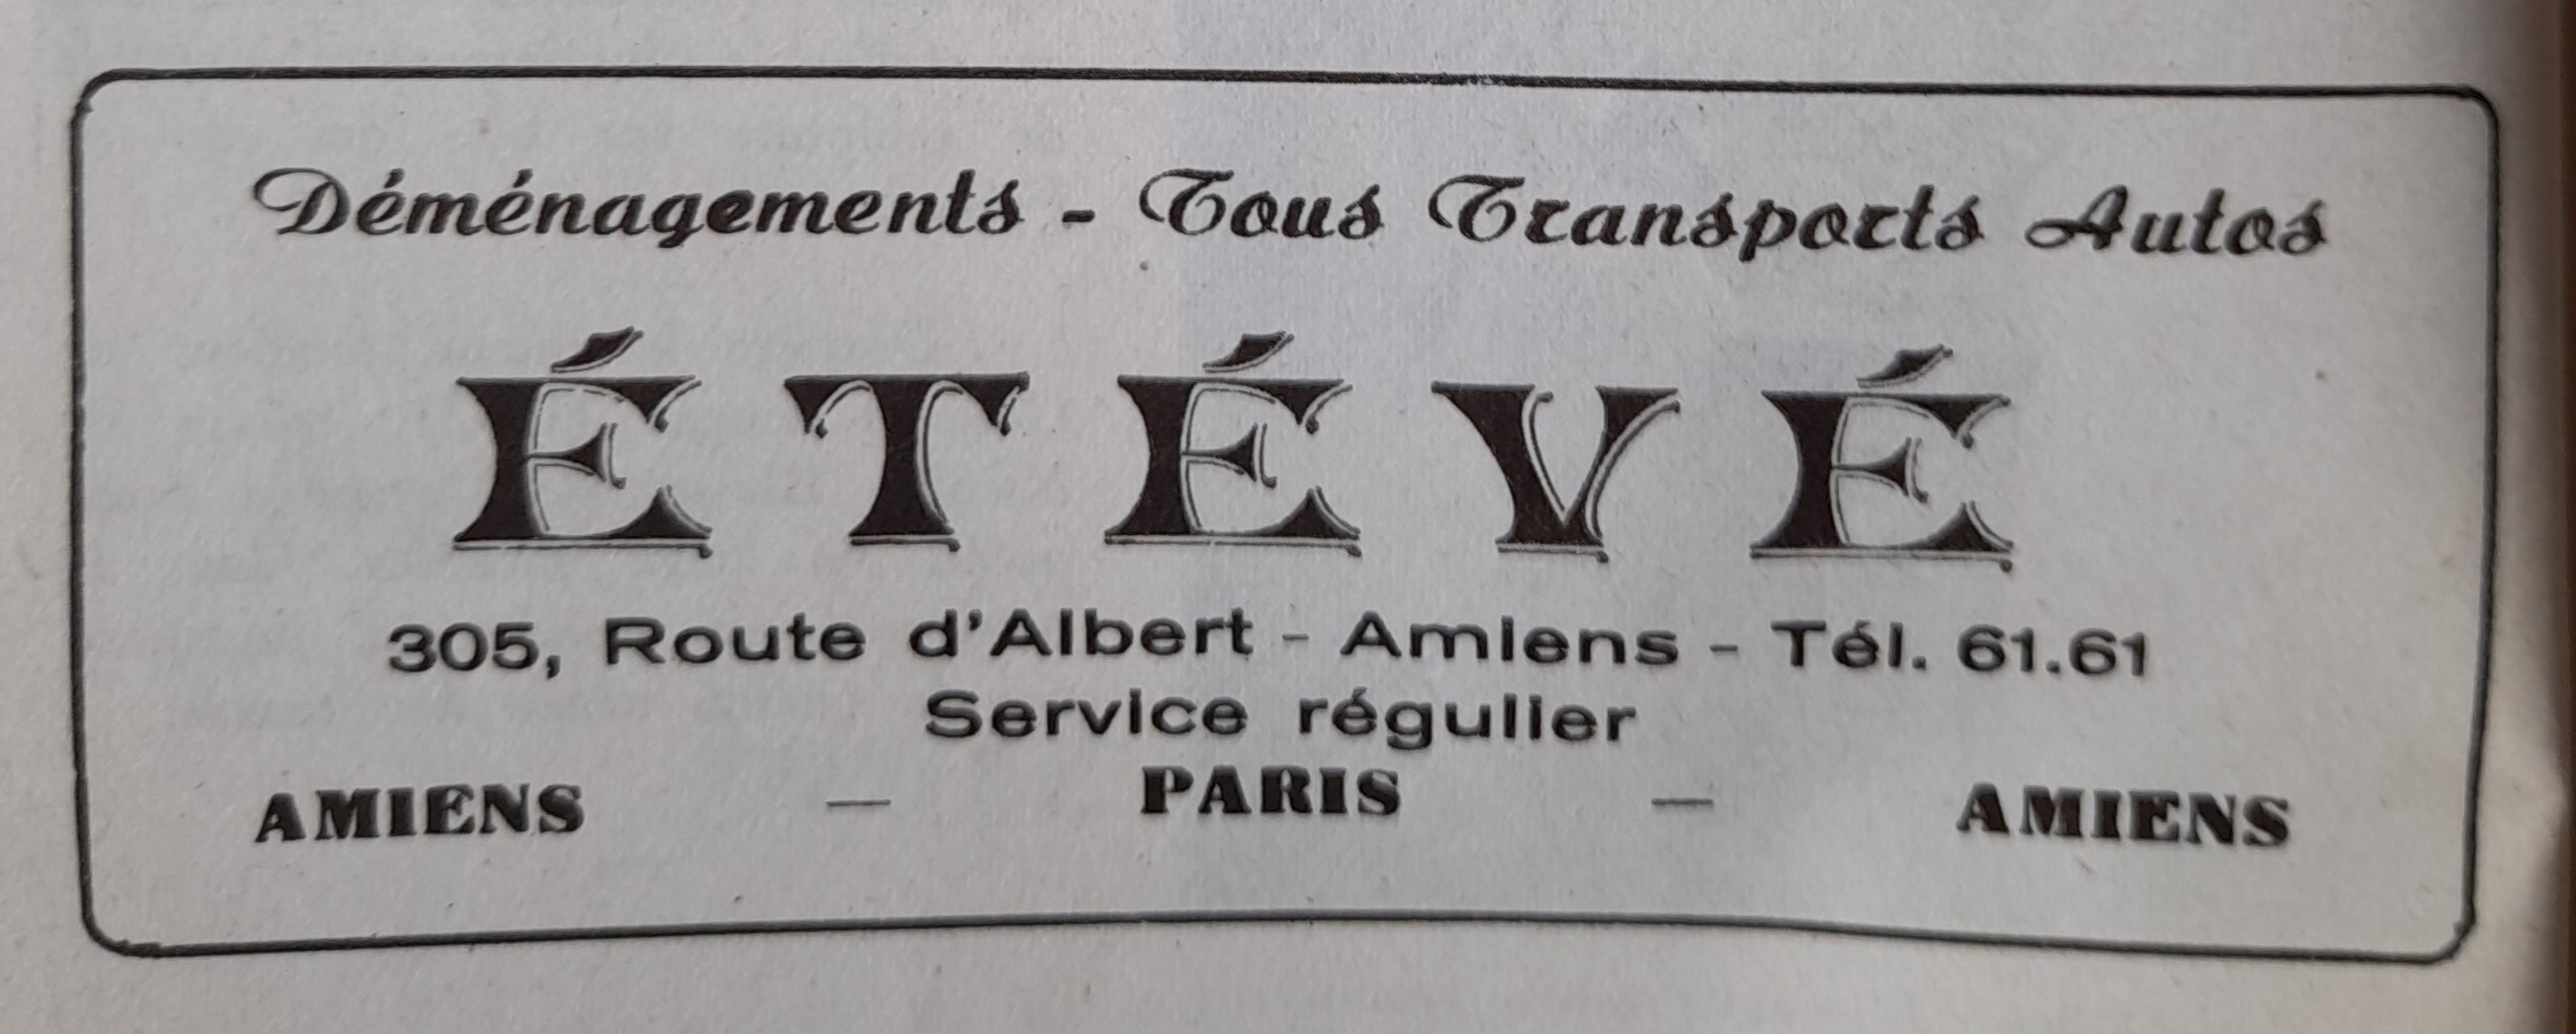 Déménagements - Tous Transports Autos
ÉTÉVÉ
305, Route d'Albert - Amiens - Tél. 61.61
Service régulier
AMIENS — PARIS — AMIENS